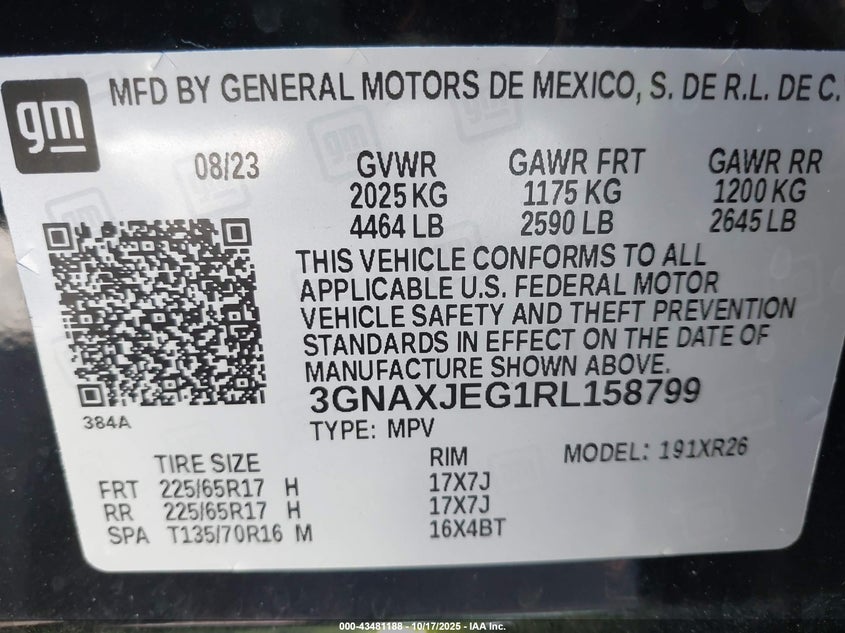 MFD BY GENERAL MOTORS DE MEXICO, S. DE R.L. DE C.
gm
08/23 GVWR GAWR FRT GAWR RR
2025 KG 1175 KG 1200 KG
4464 LB 2590 LB 2645 LB
THIS VEHICLE CONFORMS TO ALL
APPLICABLE U.S. FEDERAL MOTOR
VEHICLE SAFETY AND THEFT PREVENTION
STANDARDS IN EFFECT ON THE DATE OF
MANUFACTURE SHOWN ABOVE.
3GNAXJEG1RL158799
384A
TYPE: MPV
MODEL: 191XR26
TIRE SIZE RIM
FRT 225/65R17 H 17X7J
RR 225/65R17 H 17X7J
SPA T135/70R16 M 16X4BT
000-43481188 - 10/17/2025 - IAA Inc.